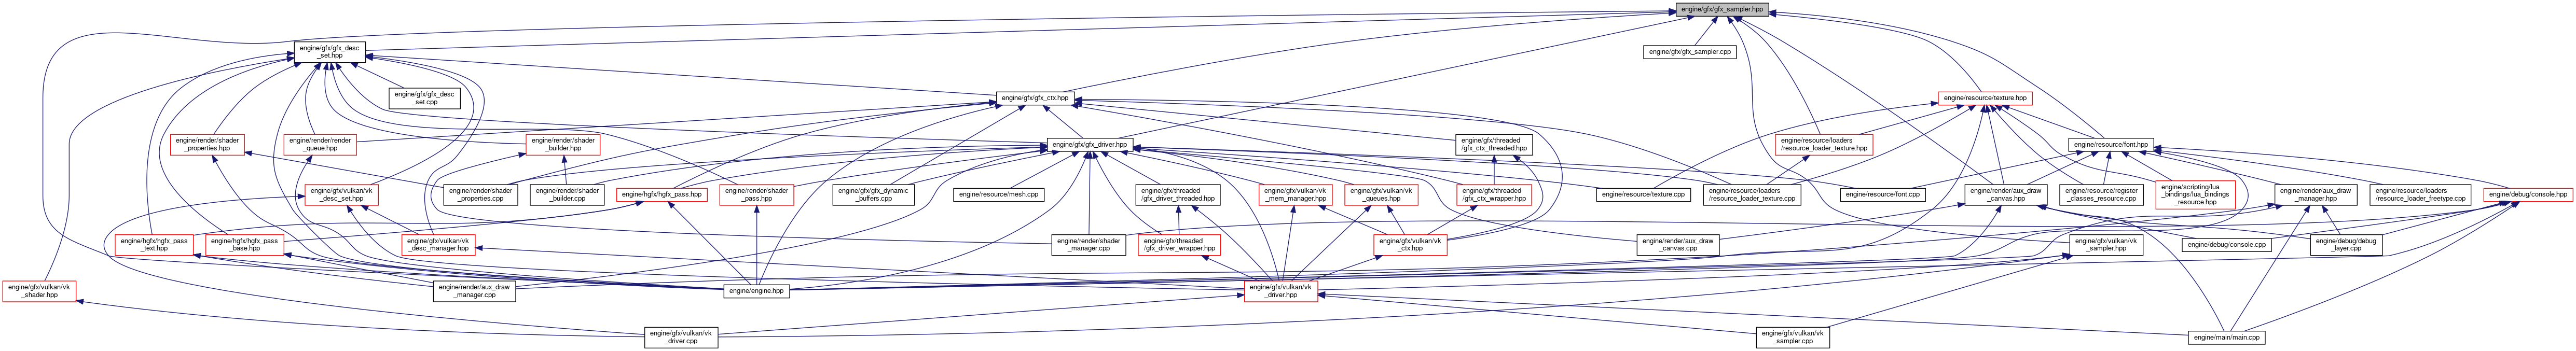 engine/gfx/gfx_sampler.hpp
engine/gfx/gfx_desc
_set.hpp
engine/gfx/gfx_sampler.cpp
engine/gfx/gfx_desc
_set.cpp
engine/gfx/gfx_ctx.hpp
engine/resource/texture.hpp
engine/render/shader
_properties.hpp
engine/render/render
_queue.hpp
engine/render/shader
_builder.hpp
engine/gfx/gfx_driver.hpp
engine/gfx/threaded
/gfx_ctx_threaded.hpp
engine/resource/loaders
/resource_loader_texture.hpp
engine/resource/font.hpp
engine/gfx/vulkan/vk
_desc_set.hpp
engine/render/shader
_properties.cpp
engine/render/shader
_builder.cpp
engine/hgfx/hgfx_pass.hpp
engine/render/shader
_pass.hpp
engine/gfx/gfx_dynamic
_buffers.cpp
engine/resource/mesh.cpp
engine/gfx/threaded
/gfx_driver_threaded.hpp
engine/gfx/vulkan/vk
_mem_manager.hpp
engine/gfx/vulkan/vk
_queues.hpp
engine/gfx/threaded
/gfx_ctx_wrapper.hpp
engine/resource/texture.cpp
engine/resource/loaders
/resource_loader_texture.cpp
engine/resource/font.cpp
engine/render/aux_draw
_canvas.hpp
engine/resource/register
_classes_resource.cpp
engine/scripting/lua
_bindings/lua_bindings
_resource.hpp
engine/render/aux_draw
_manager.hpp
engine/resource/loaders
/resource_loader_freetype.cpp
engine/debug/console.hpp
engine/hgfx/hgfx_pass
_text.hpp
engine/hgfx/hgfx_pass
_base.hpp
engine/gfx/vulkan/vk
_desc_manager.hpp
engine/render/shader
_manager.cpp
engine/gfx/threaded
/gfx_driver_wrapper.hpp
engine/gfx/vulkan/vk
_ctx.hpp
engine/render/aux_draw
_canvas.cpp
engine/gfx/vulkan/vk
_sampler.hpp
engine/debug/console.cpp
engine/debug/debug
_layer.cpp
engine/gfx/vulkan/vk
_shader.hpp
engine/render/aux_draw
_manager.cpp
engine/engine.hpp
engine/gfx/vulkan/vk
_driver.hpp
engine/gfx/vulkan/vk
_driver.cpp
engine/gfx/vulkan/vk
_sampler.cpp
engine/main/main.cpp